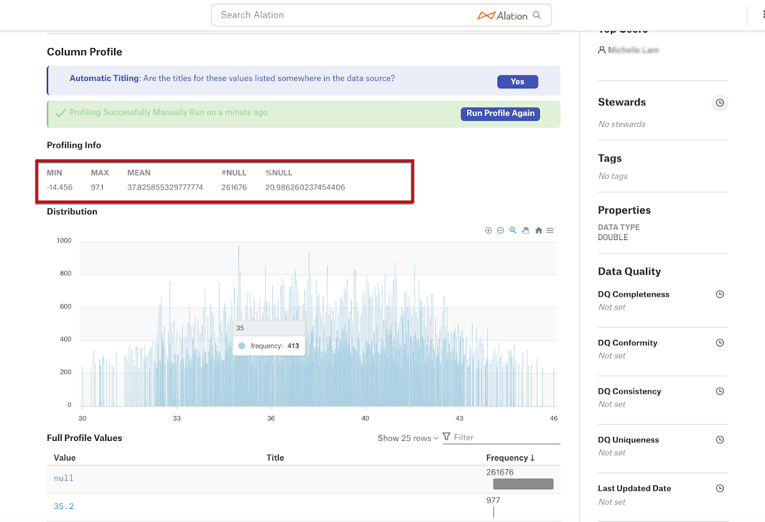 Search Alation
Alation
Top Users
Column Profile
Automatic Titling: Are the titles for these values listed somewhere in the data source?
Yes
Profiling Successfully Manually Run on a minute ago
Run Profile Again
Profiling Info
MIN MAX MEAN #NULL %NULL
-14.456 97.1 37.825855329777774 261676 20.986260237454406
Distribution
1000
800
600
400
200
0
35
frequency: 413
30 33 36 40 43 46
Full Profile Values
Show 25 rows
Filter
Value Title Frequency
null 261676
35.2 977
Stewards
No stewards
Tags
No tags
Properties
DATA TYPE
DOUBLE
Data Quality
DQ Completeness
Not set
DQ Conformity
Not set
DQ Consistency
Not set
DQ Uniqueness
Not set
Last Updated Date
Not set